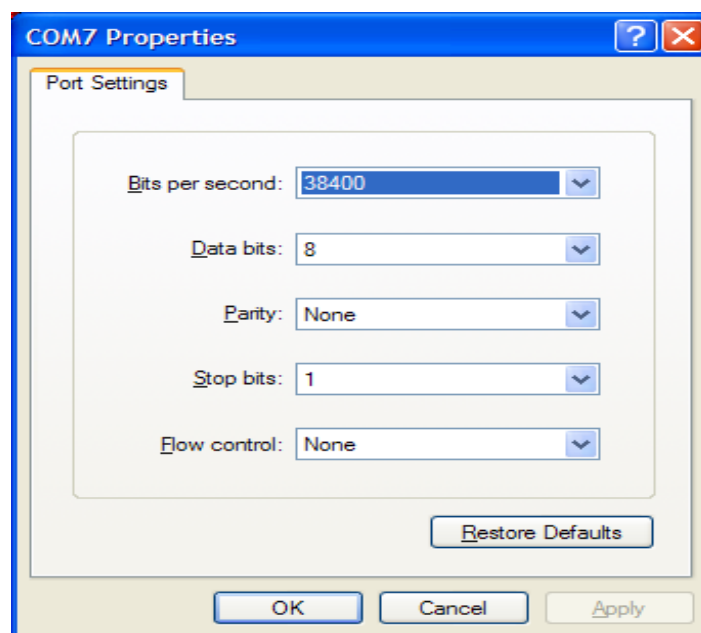 COM7 Properties
Port Settings
Bits per second: 38400
Data bits: 8
Parity: None
Stop bits: 1
Flow control: None
Restore Defaults
OK Cancel Apply